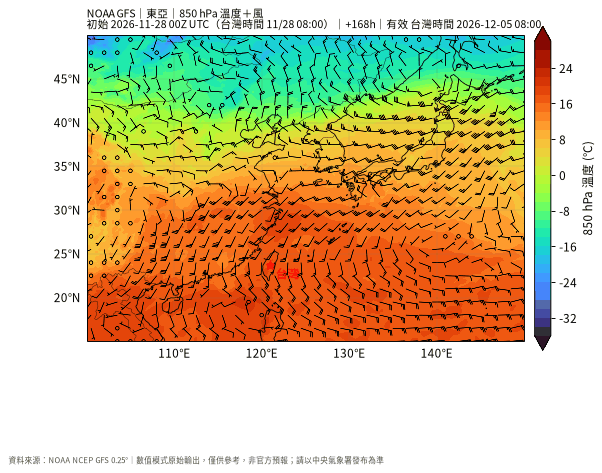 NOAA GFS｜東亞｜850 hPa 溫度＋風
初始 2026-11-28 00Z UTC（台灣時間 11/28 08:00）｜+168h｜有效 台灣時間 2026-12-05 08:00
45°N
40°N
35°N
30°N
25°N
20°N
110°E
120°E
130°E
140°E
台灣
24
16
8
0
-8
-16
-24
-32
850 hPa 溫度 (°C)
資料來源：NOAA NCEP GFS 0.25°｜數值模式原始輸出，僅供參考，非官方預報；請以中央氣象署發布為準